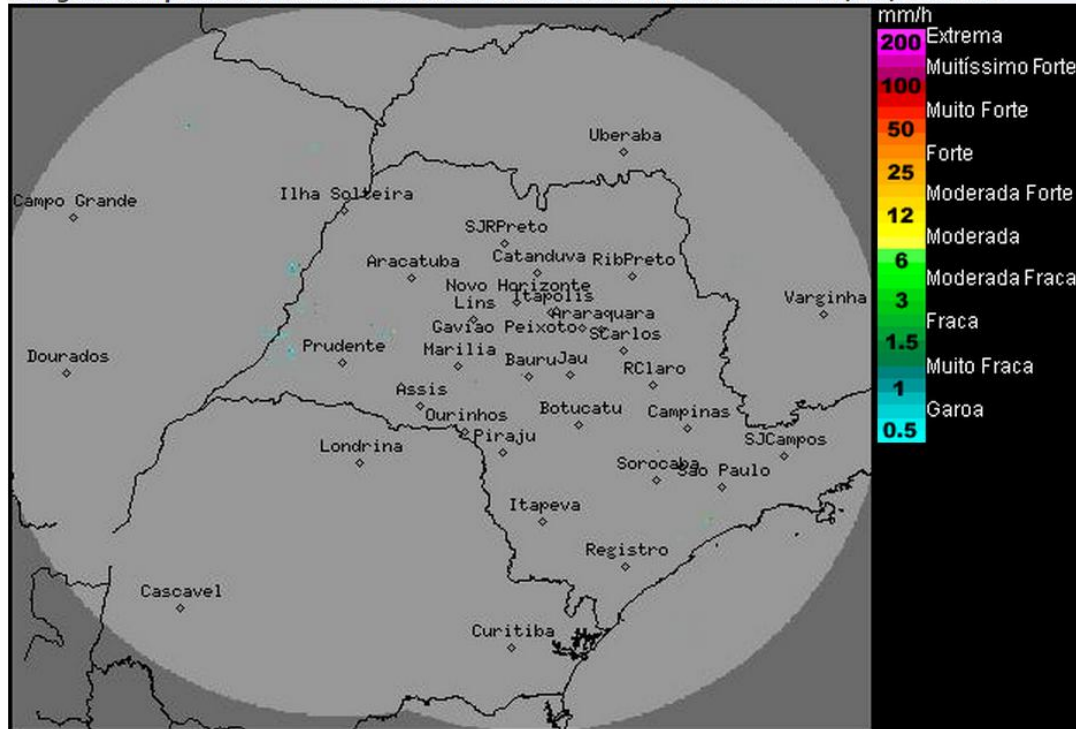 mm/h
200 Extrema
Muitíssimo Forte
100
Muito Forte
50
Forte
25
Moderada Forte
12
Moderada
6
Moderada Fraca
3
Fraca
1.5
Muito Fraca
1
Garoa
0.5
Uberaba
Campo Grande
Ilha Solteira
SJRPreto
Aracatuba
Catanduva
RibPreto
Novo Horizonte
Itapolis
Lins
Araraquara
Varginha
Gaviao Peixoto
SCarlos
Dourados
Prudente
Marilia
Bauru
Jau
RClaro
Assis
Ourinhos
Botucatu
Campinas
Piraju
Londrina
SJCampos
Sorocaba
Sao Paulo
Itapeva
Registro
Cascavel
Curitiba